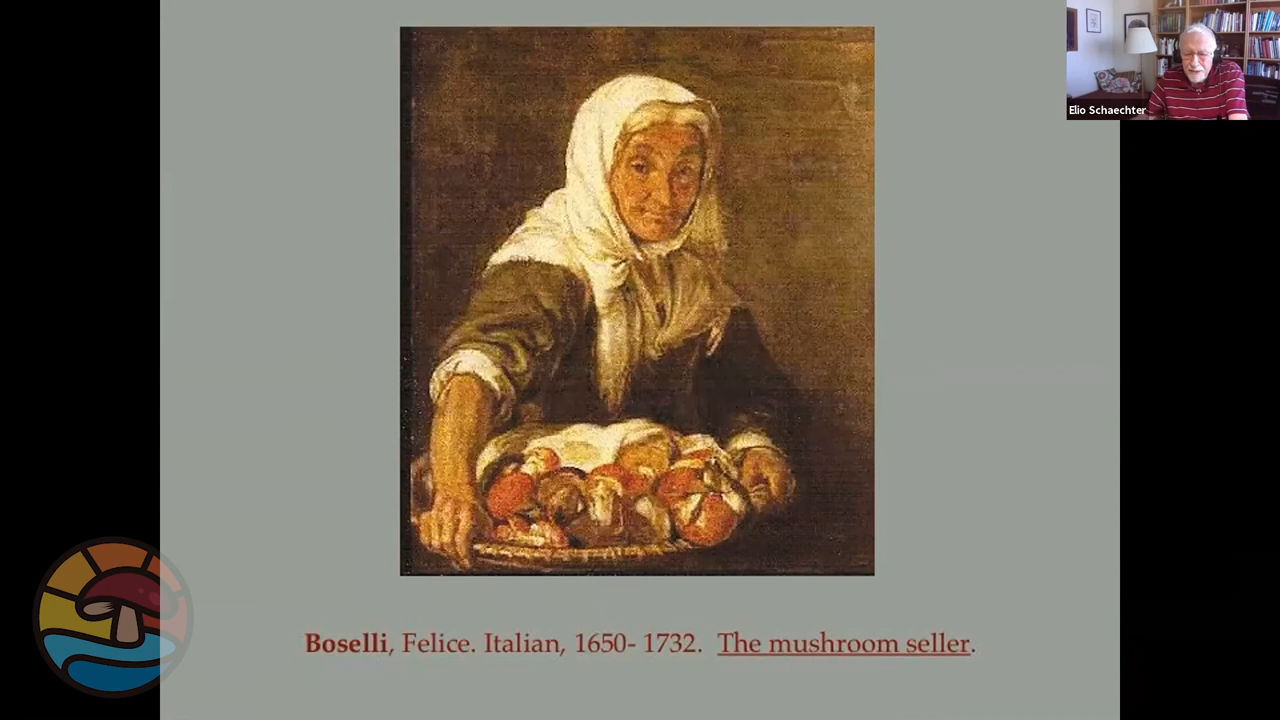 Elio Schaechter
Boselli, Felice. Italian, 1650- 1732. The mushroom seller.